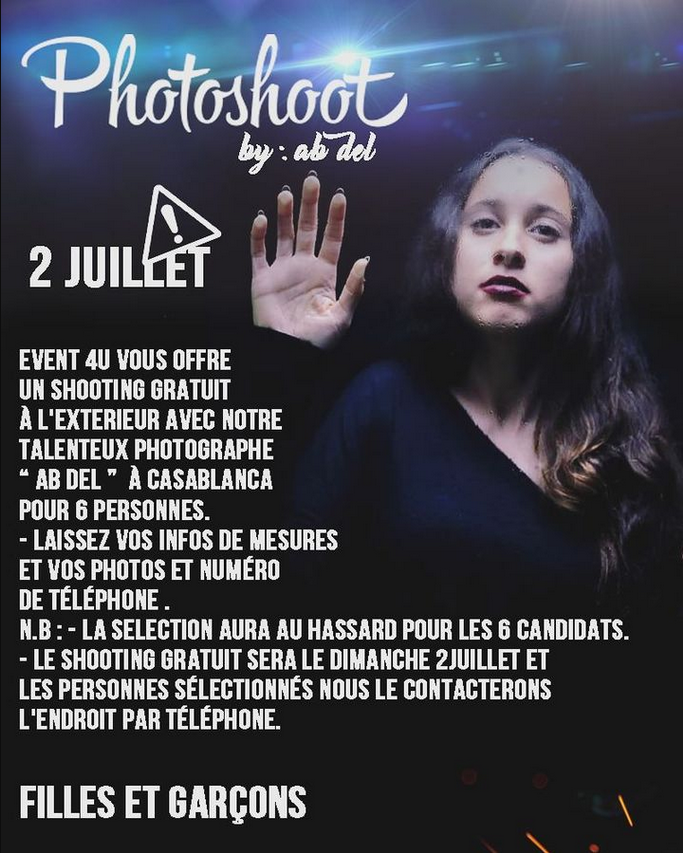 Photoshoot
by : ab del
2 JUILLET
EVENT 4U VOUS OFFRE
UN SHOOTING GRATUIT
À L'EXTERIEUR AVEC NOTRE
TALENTEUX PHOTOGRAPHE
“ AB DEL ” À CASABLANCA
POUR 6 PERSONNES.
- LAISSEZ VOS INFOS DE MESURES
ET VOS PHOTOS ET NUMÉRO
DE TÉLÉPHONE .
N.B : - LA SELECTION AURA AU HASSARD POUR LES 6 CANDIDATS.
- LE SHOOTING GRATUIT SERA LE DIMANCHE 2JUILLET ET
LES PERSONNES SÉLECTIONNÉS NOUS LE CONTACTERONS
L'ENDROIT PAR TÉLÉPHONE.
FILLES ET GARÇONS